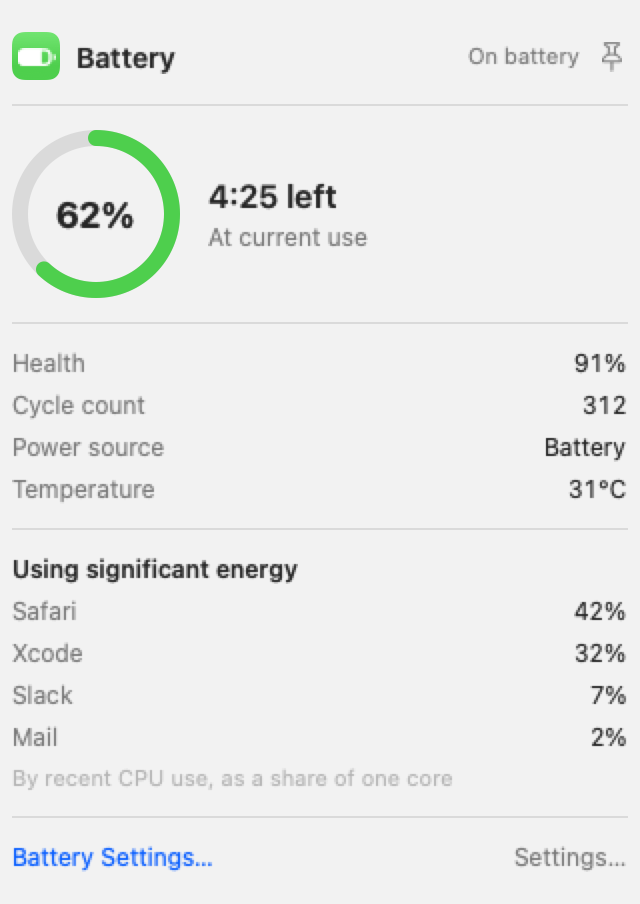 Battery
On battery
62%
4:25 left
At current use
Health 91%
Cycle count 312
Power source Battery
Temperature 31°C
Using significant energy
Safari 42%
Xcode 32%
Slack 7%
Mail 2%
By recent CPU use, as a share of one core
Battery Settings...
Settings...